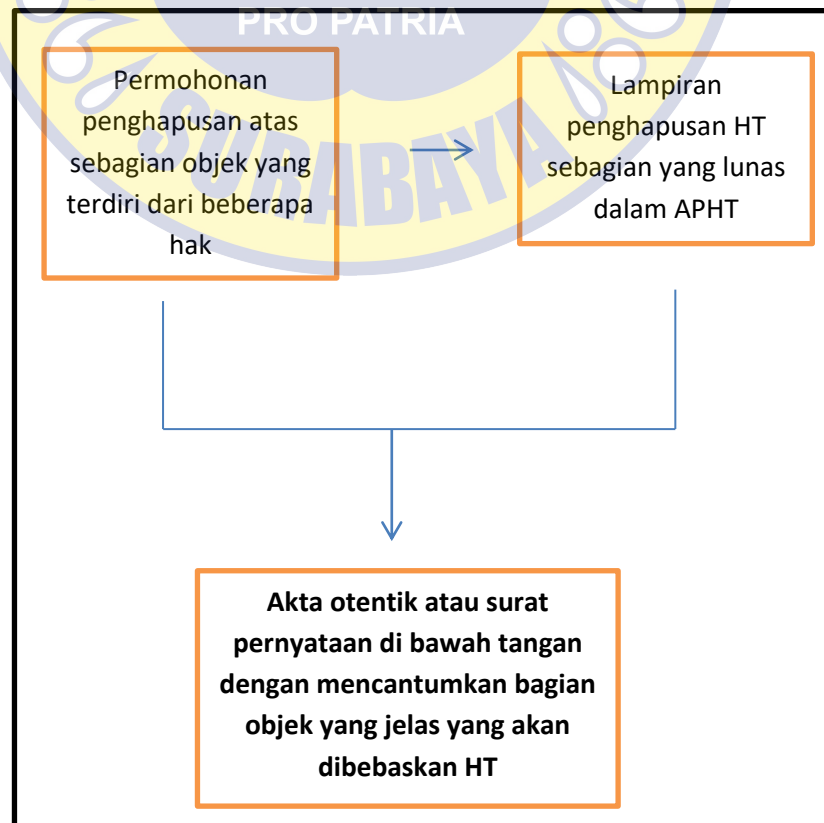 PRO PATRIA
SURABAYA
Permohonan
penghapusan atas
sebagian objek yang
terdiri dari beberapa
hak
Lampiran
penghapusan HT
sebagian yang lunas
dalam APHT
Akta otentik atau surat
pernyataan di bawah tangan
dengan mencantumkan bagian
objek yang jelas yang akan
dibebaskan HT